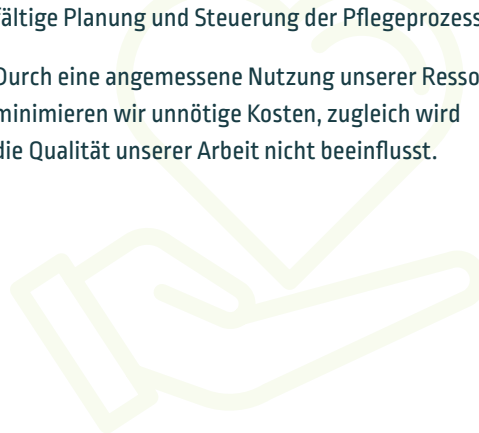 fältige Planung und Steuerung der Pflegeprozess
Durch eine angemessene Nutzung unserer Resso
minimieren wir unnötige Kosten, zugleich wird
die Qualität unserer Arbeit nicht beeinflusst.